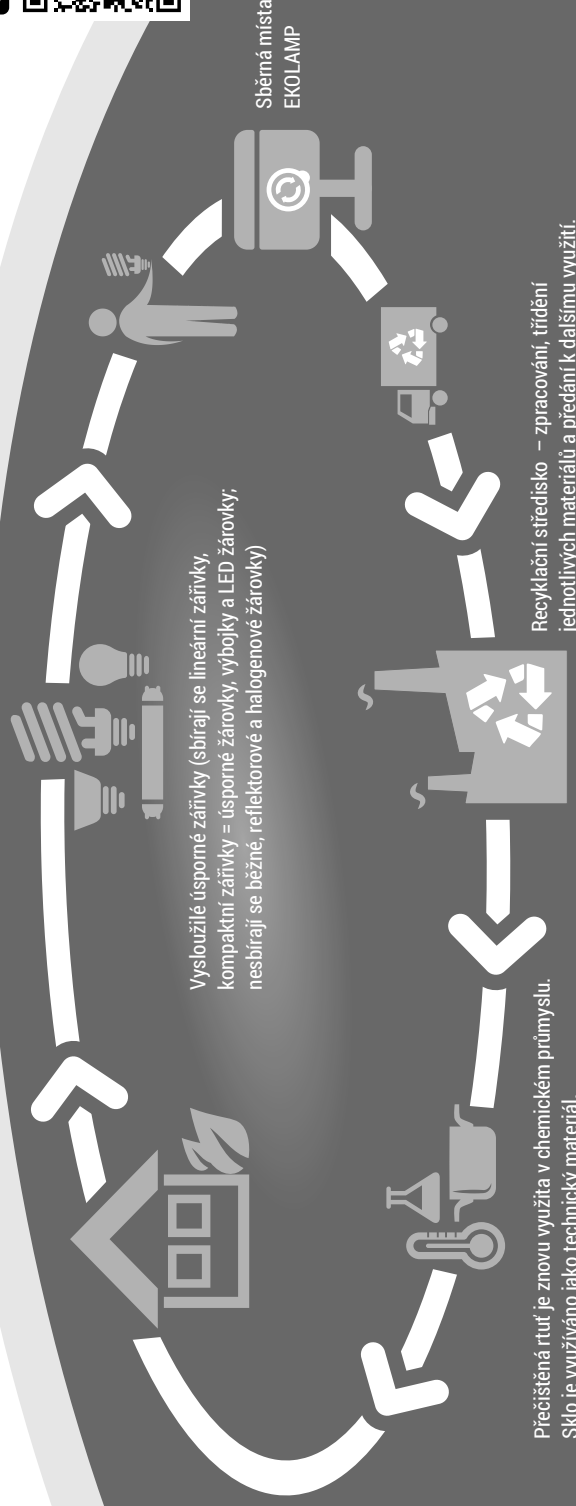 Sběrná místa
EKOLAMP
Vysloužilé úsporné zářivky (sbírají se lineární zářivky,
kompaktní zářivky = úsporné žárovky, výbojky a LED žárovky;
nesbírají se běžné, reflektorové a halogenové žárovky)
Recyklační středisko – zpracování, třídění
jednotlivých materiálů a předání k dalšímu využití.
Přečištěná rtuť je znovu využita v chemickém průmyslu.
Sklo je využíváno jako technický materiál.